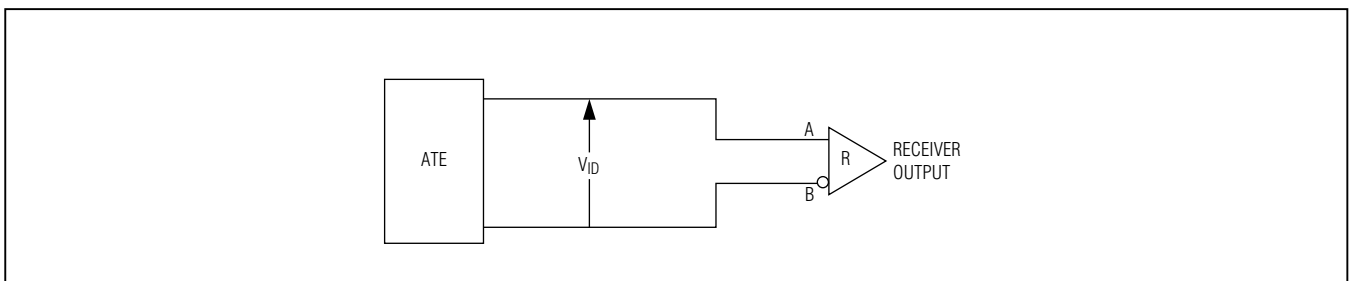 ATE
V_ID
A
B
R
RECEIVER
OUTPUT